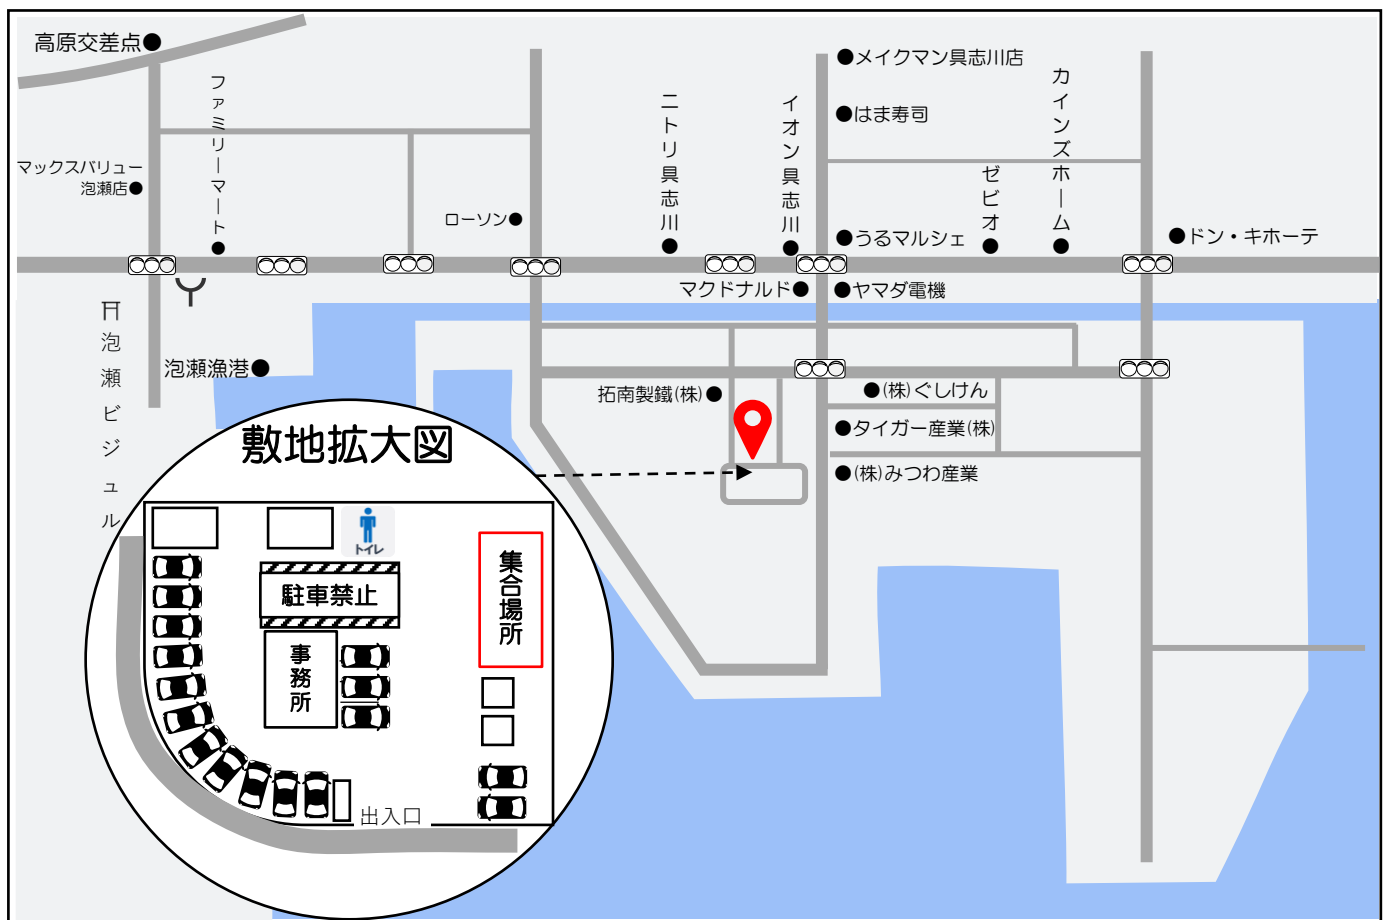 高原交差点●
ファミリーマート
マックスバリュー
泡瀬店●
ローソン●
ニトリ具志川
イオン具志川
●メイクマン具志川店
●はま寿司
カインズホーム
ゼビオ
●うるマルシェ
●ドン・キホーテ
マクドナルド●
●ヤマダ電機
泡瀬ビジュル
泡瀬漁港●
拓南製鐵(株)●
●(株)ぐしけん
●タイガー産業(株)
●(株)みつわ産業
敷地拡大図
トイレ
集合場所
駐車禁止
事務所
出入口